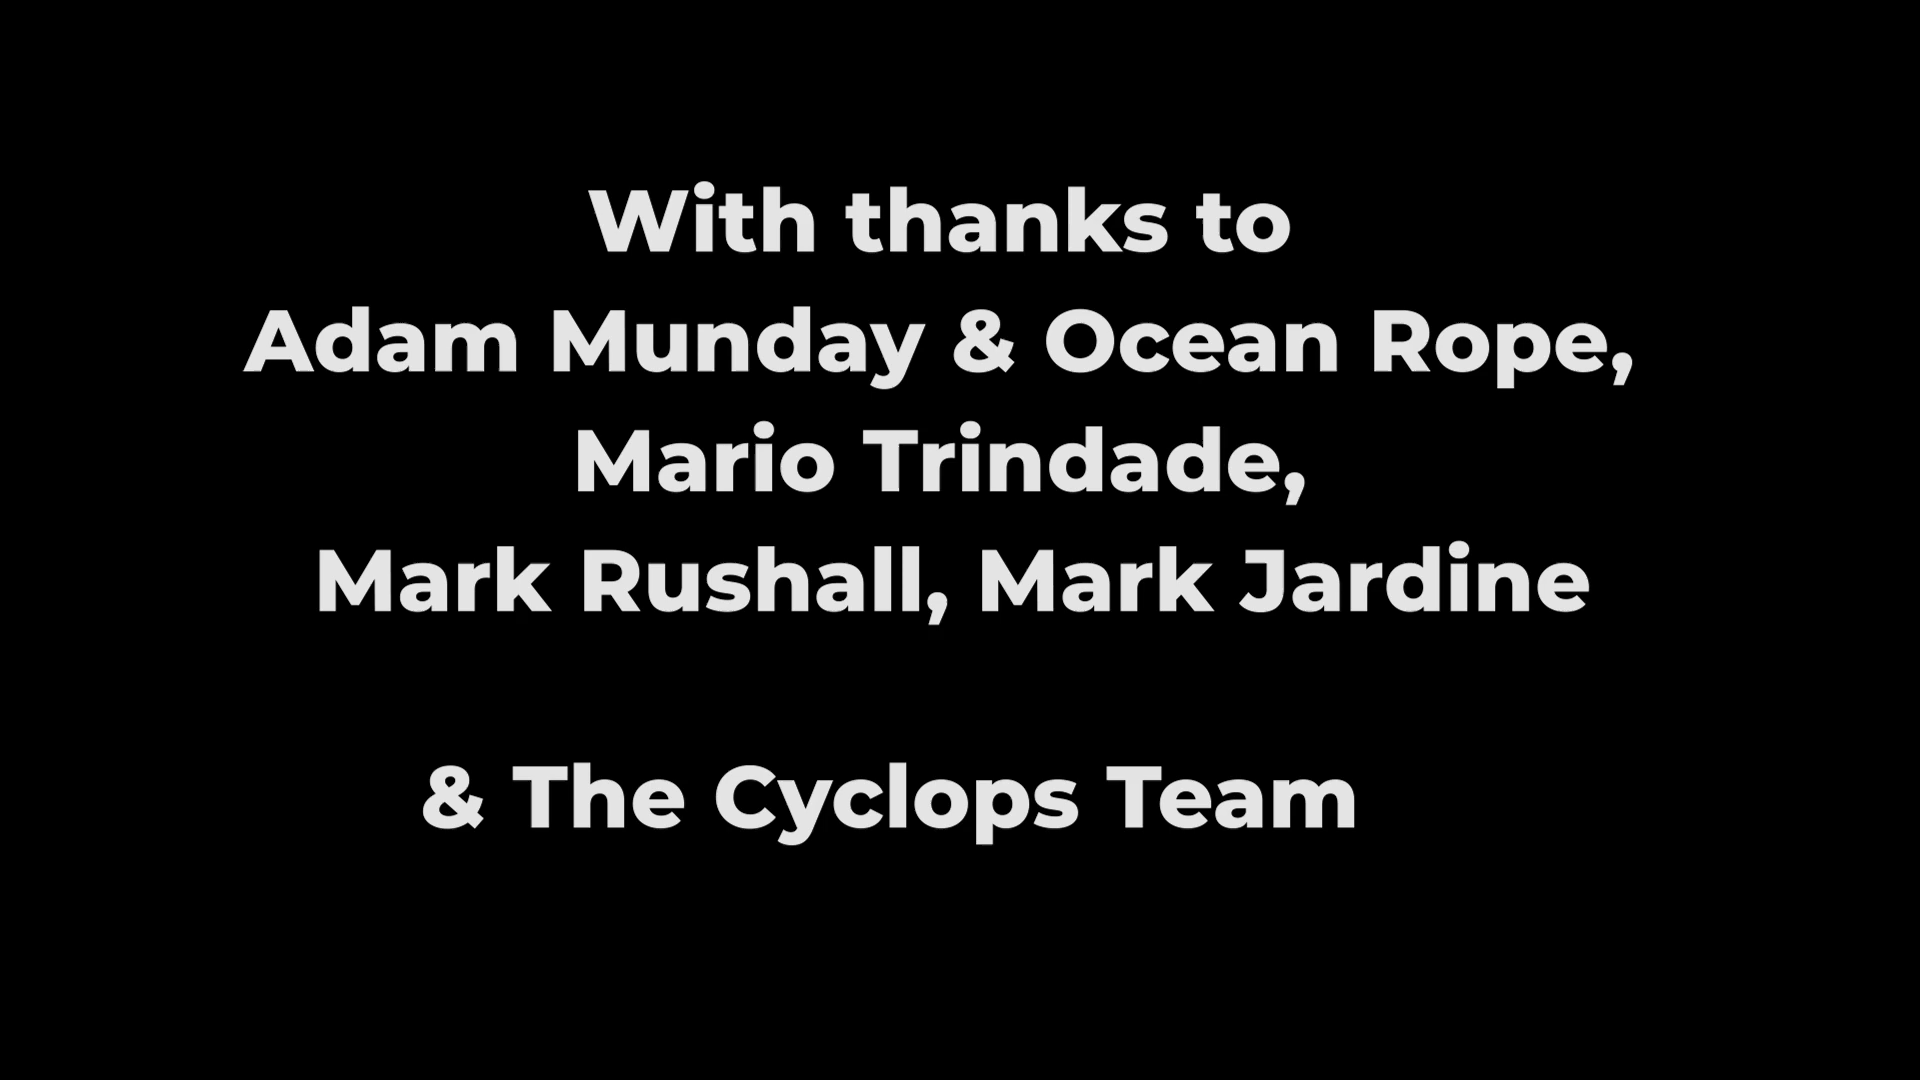 With thanks to
Adam Munday & Ocean Rope,
Mario Trindade,
Mark Rushall, Mark Jardine
& The Cyclops Team